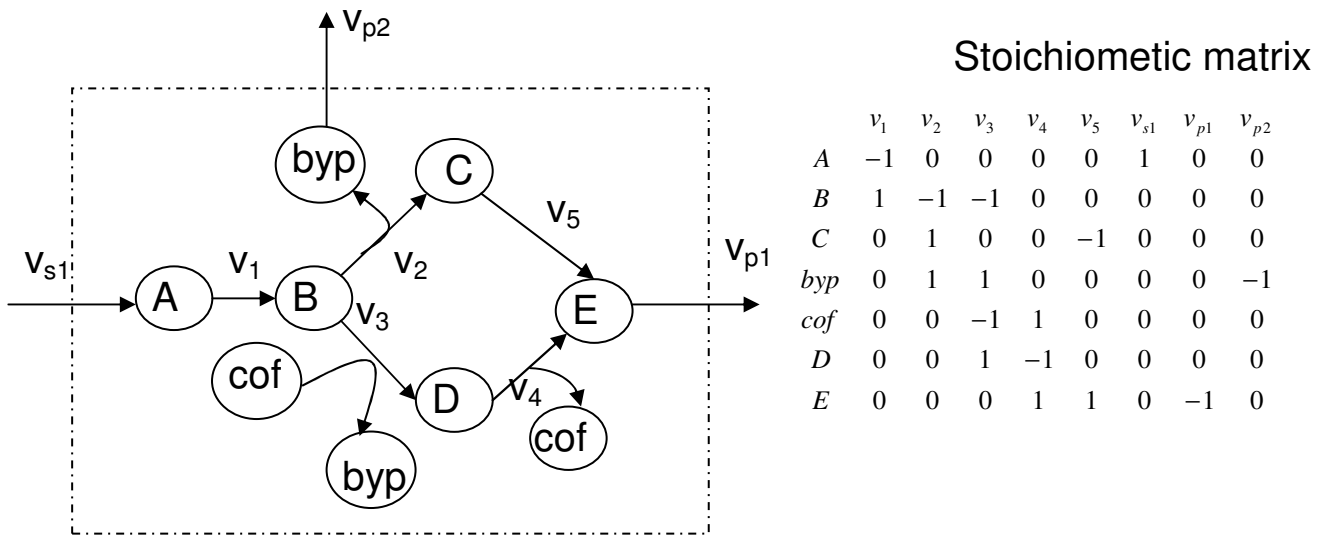 v_p2
Stoichiometic matrix
byp
C
v_5
v_s1
v_1
v_2
v_p1
A
B
v_3
E
cof
D
v_4
byp
cof
v_1 v_2 v_3 v_4 v_5 v_s1 v_p1 v_p2
A −1 0 0 0 0 1 0 0
B 1 −1 −1 0 0 0 0 0
C 0 1 0 0 −1 0 0 0
byp 0 1 1 0 0 0 0 −1
cof 0 0 −1 1 0 0 0 0
D 0 0 1 −1 0 0 0 0
E 0 0 0 1 1 0 −1 0